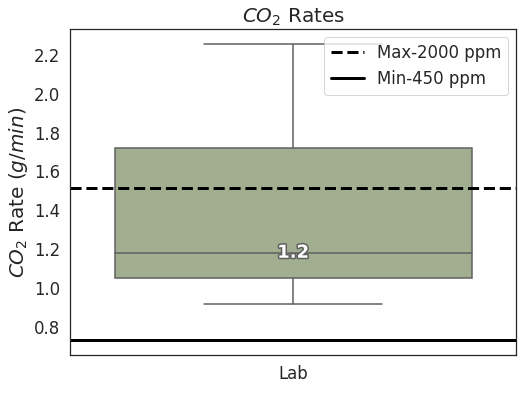 CO₂ Rates
Max-2000 ppm
Min-450 ppm
CO₂ Rate (g/min)
2.2
2.0
1.8
1.6
1.4
1.2
1.0
0.8
1.2
Lab